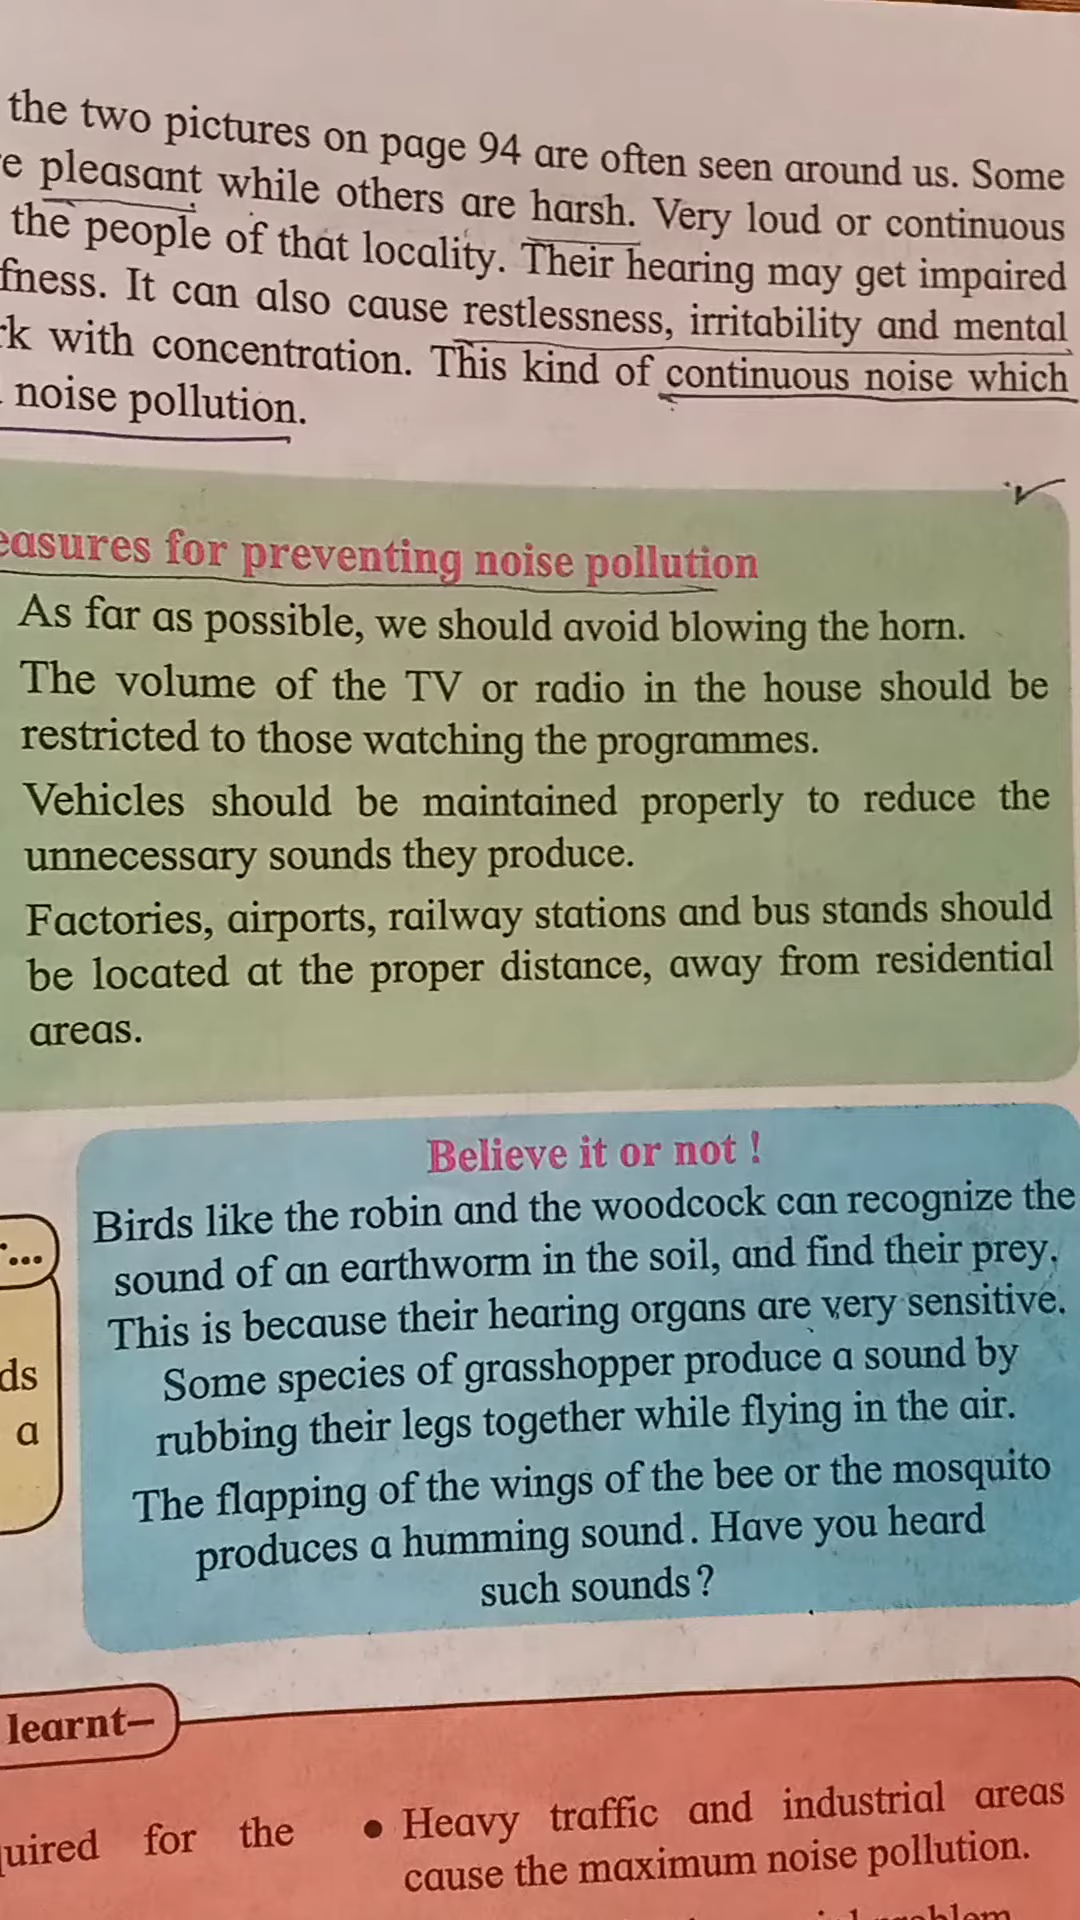 the two pictures on page 94 are often seen around us. Some
pleasant while others are harsh. Very loud or continuous
the people of that locality. Their hearing may get impaired
It can also cause restlessness, irritability and mental
with concentration. This kind of continuous noise which
noise pollution.
easures for preventing noise pollution
As far as possible, we should avoid blowing the horn.
The volume of the TV or radio in the house should be
restricted to those watching the programmes.
Vehicles should be maintained properly to reduce the
unnecessary sounds they produce.
Factories, airports, railway stations and bus stands should
be located at the proper distance, away from residential
areas.
Believe it or not !
Birds like the robin and the woodcock can recognize the
sound of an earthworm in the soil, and find their prey.
This is because their hearing organs are very sensitive.
Some species of grasshopper produce a sound by
rubbing their legs together while flying in the air.
The flapping of the wings of the bee or the mosquito
produces a humming sound. Have you heard
such sounds ?
...
ds
a
learnt–
quired for the
• Heavy traffic and industrial areas
cause the maximum noise pollution.